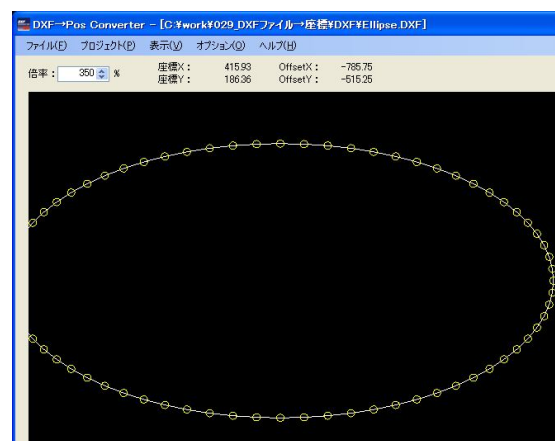 DXF→Pos Converter - [C:¥work¥029_DXFファイル→座標¥DXF¥Ellipse.DXF]
ファイル(F) プロジェクト(P) 表示(V) オプション(O) ヘルプ(H)
倍率: 350 % 座標X: 415.93 OffsetX: -785.75
座標Y: 186.36 OffsetY: -515.25